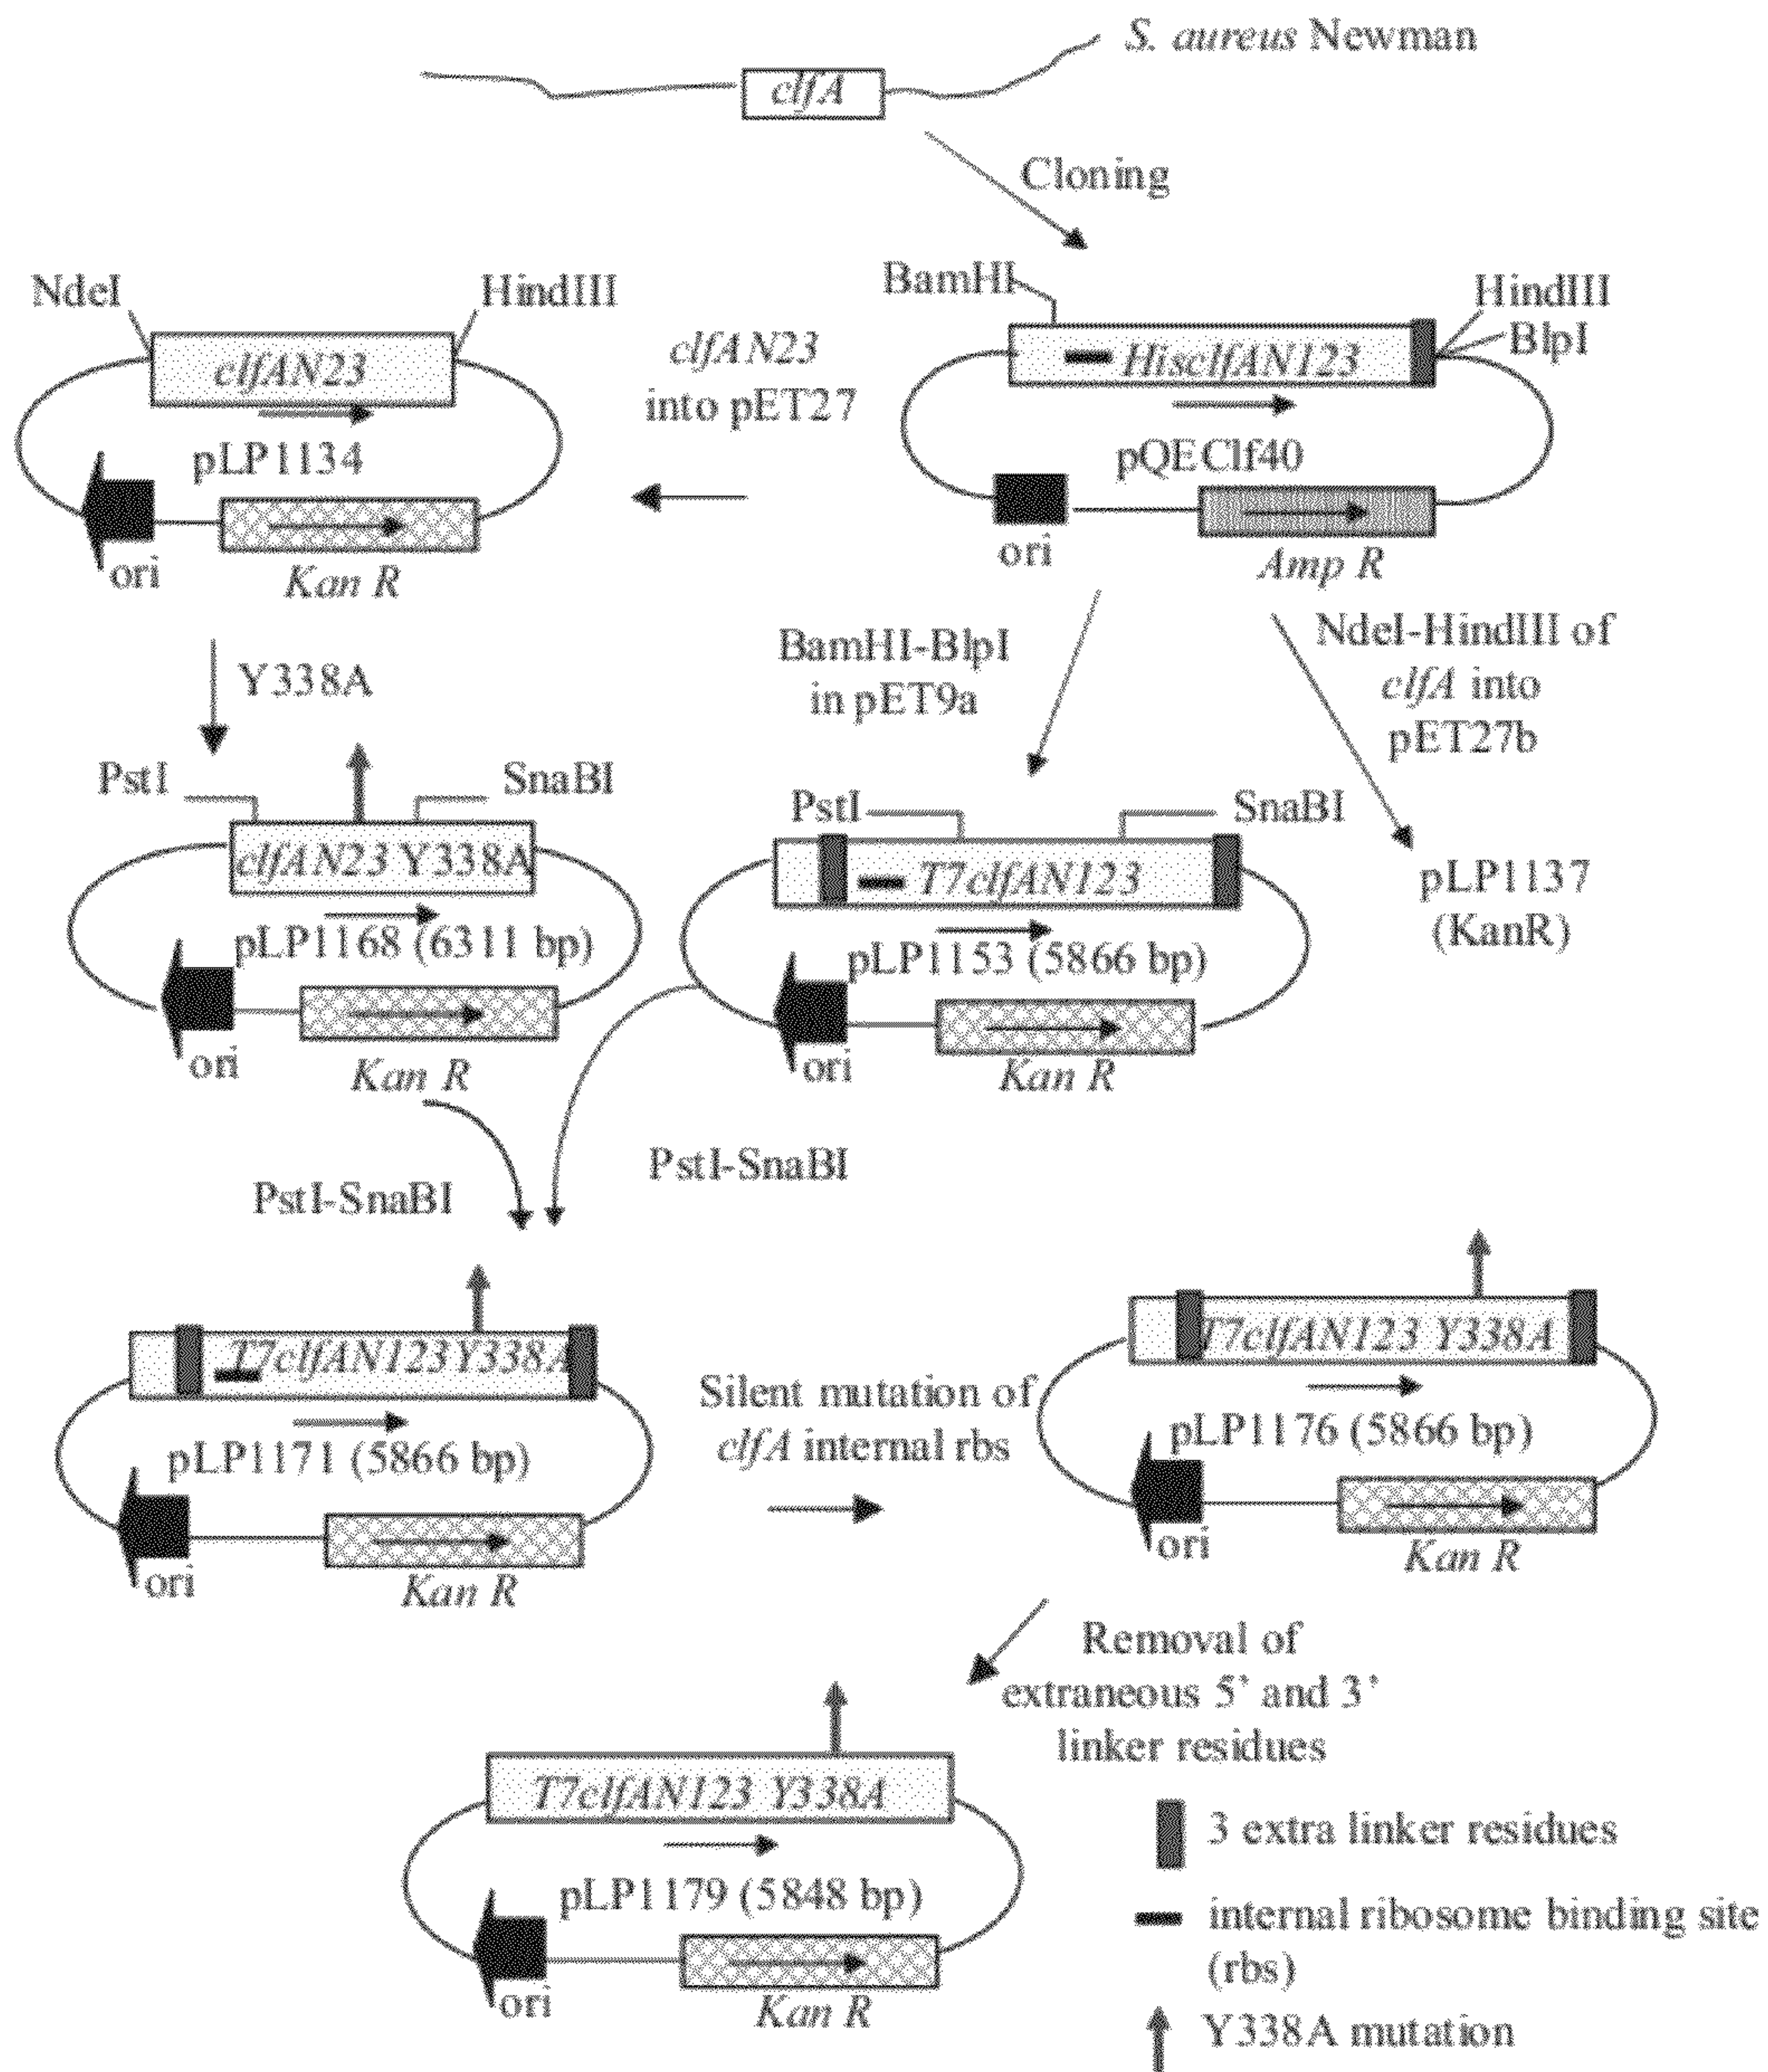 S. aureus Newman
clfA
Cloning
NdeI
HindIII
clfAN23
pLP1134
ori
Kan R
clfAN23
into pET27
BamHI
HindIII
BlpI
HisclfAN123
pQEClf40
ori
Amp R
Y338A
BamHI-BlpI
in pET9a
NdeI-HindIII of
clfA into
pET27b
pLP1137
(KanR)
PstI
SnaBI
clfAN23 Y338A
pLP1168 (6311 bp)
ori
Kan R
PstI
SnaBI
T7clfAN123
pLP1153 (5866 bp)
ori
Kan R
PstI-SnaBI
PstI-SnaBI
T7clfAN123Y338A
pLP1171 (5866 bp)
ori
Kan R
Silent mutation of
clfA internal rbs
T7clfAN123 Y338A
pLP1176 (5866 bp)
ori
Kan R
Removal of
extraneous 5' and 3'
linker residues
T7clfAN123 Y338A
pLP1179 (5848 bp)
ori
Kan R
3 extra linker residues
internal ribosome binding site
(rbs)
Y338A mutation